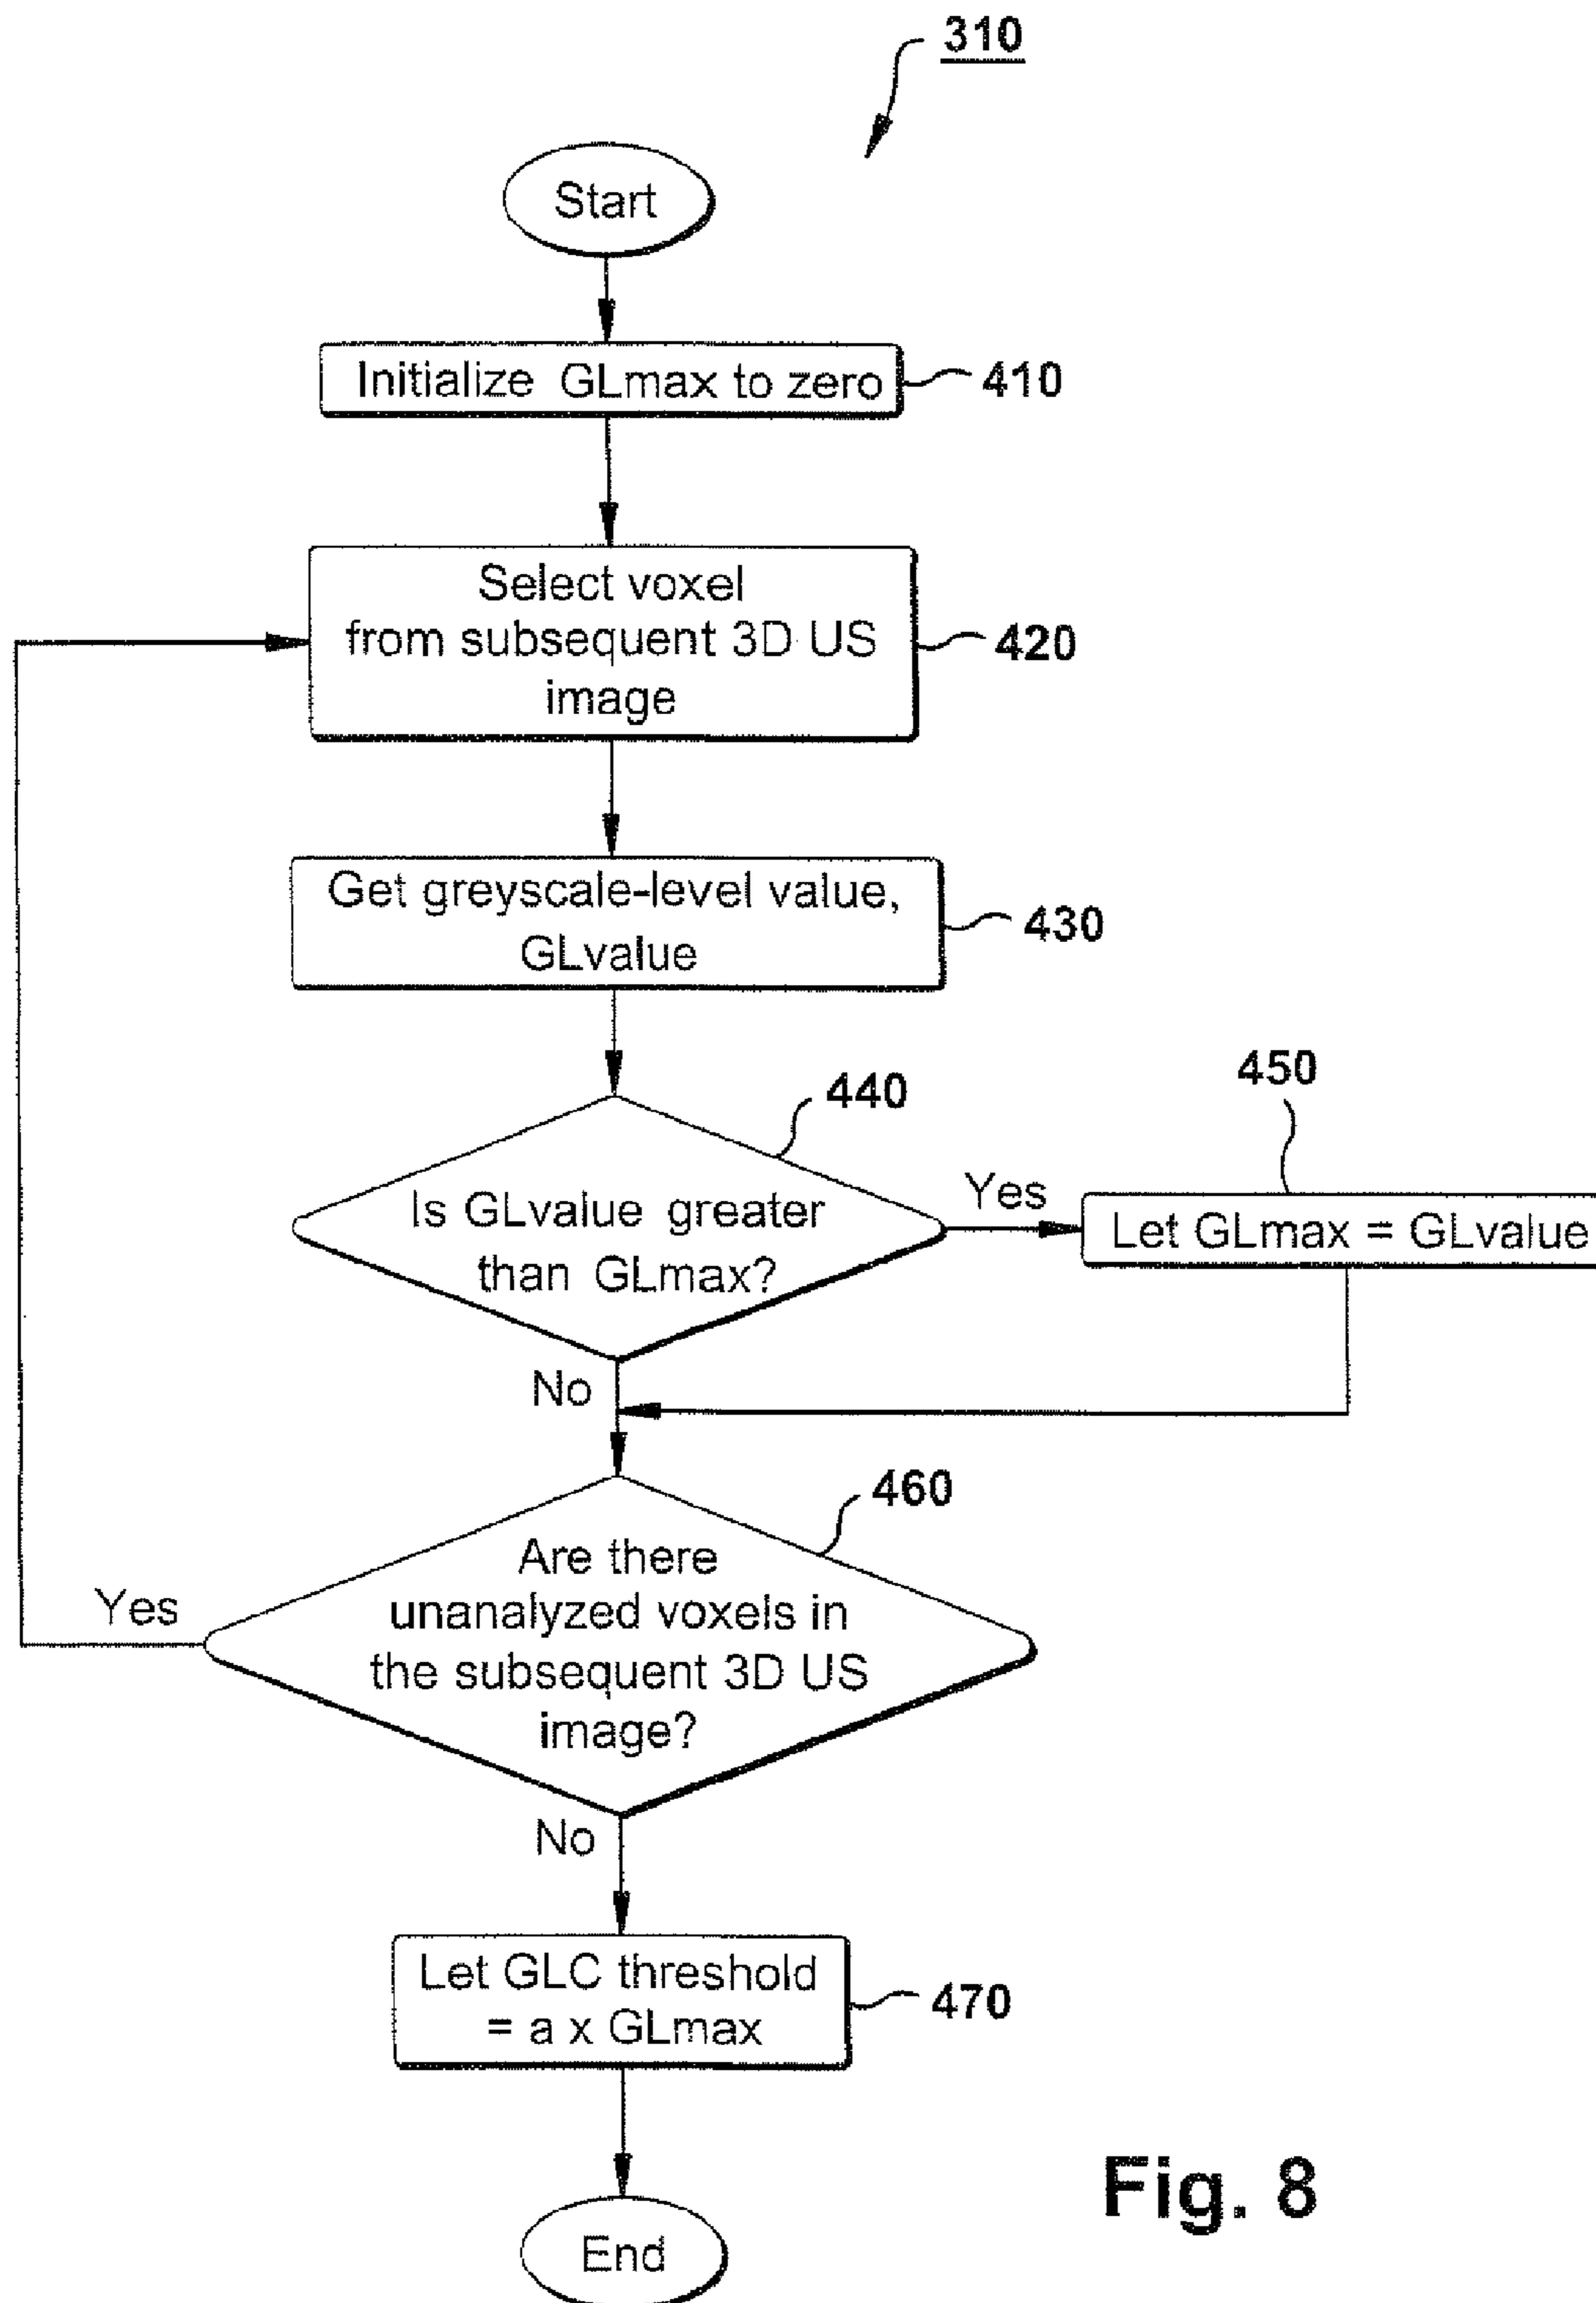 310
Start
Initialize GLmax to zero
410
Select voxel
from subsequent 3D US
image
420
Get greyscale-level value,
GLvalue
430
440
Is GLvalue greater
than GLmax?
Yes
450
Let GLmax = GLvalue
No
460
Are there
unanalyzed voxels in
the subsequent 3D US
image?
Yes
No
Let GLC threshold
= a x GLmax
470
End
Fig. 8